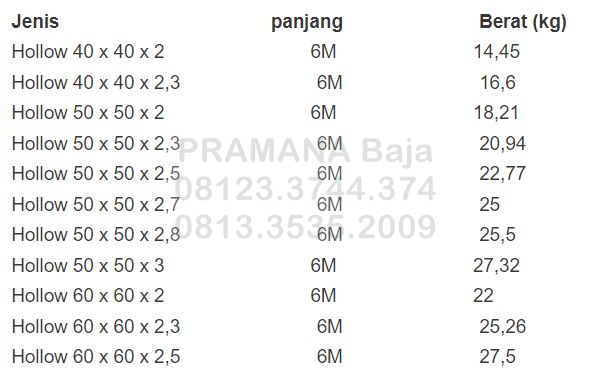 Jenis panjang Berat (kg)
Hollow 40 x 40 x 2 6M 14,45
Hollow 40 x 40 x 2,3 6M 16,6
Hollow 50 x 50 x 2 6M 18,21
Hollow 50 x 50 x 2,3 6M 20,94
PRAMANA Baja
Hollow 50 x 50 x 2,5 6M 22,77
08123.3744.374
Hollow 50 x 50 x 2,7 6M 25
Hollow 50 x 50 x 2,8 6M 25,5
0813.3535.2009
Hollow 50 x 50 x 3 6M 27,32
Hollow 60 x 60 x 2 6M 22
Hollow 60 x 60 x 2,3 6M 25,26
Hollow 60 x 60 x 2,5 6M 27,5